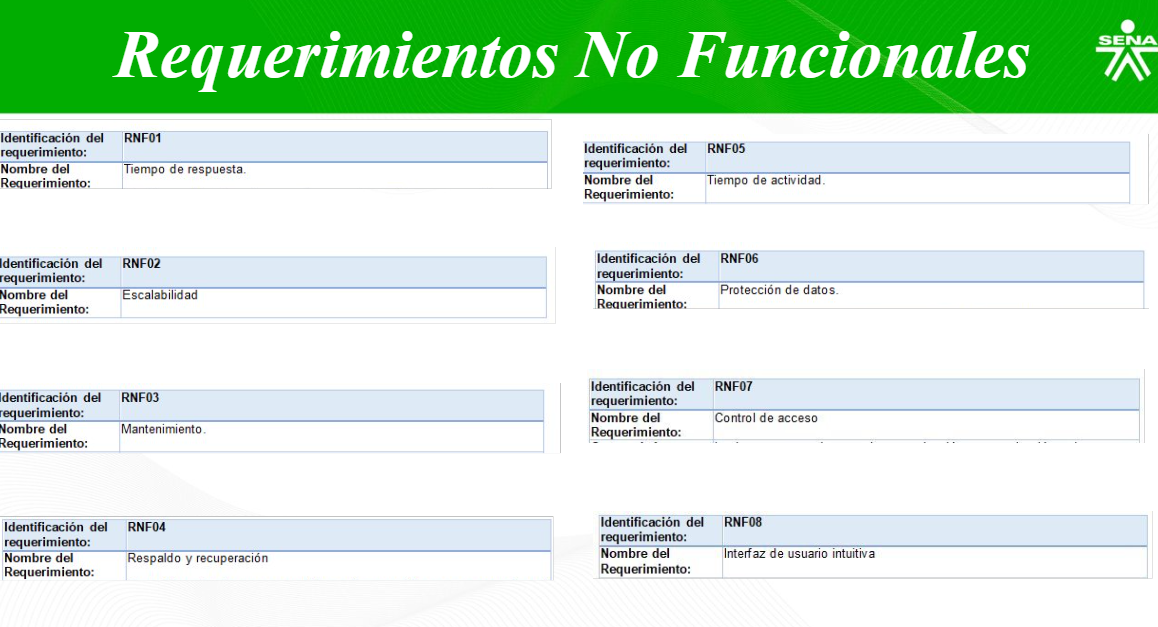 Requerimientos No Funcionales
SENA
Identificación del requerimiento: RNF01
Nombre del Requerimiento: Tiempo de respuesta.
Identificación del requerimiento: RNF02
Nombre del Requerimiento: Escalabilidad
Identificación del requerimiento: RNF03
Nombre del Requerimiento: Mantenimiento.
Identificación del requerimiento: RNF04
Nombre del Requerimiento: Respaldo y recuperación
Identificación del requerimiento: RNF05
Nombre del Requerimiento: Tiempo de actividad.
Identificación del requerimiento: RNF06
Nombre del Requerimiento: Protección de datos.
Identificación del requerimiento: RNF07
Nombre del Requerimiento: Control de acceso
Identificación del requerimiento: RNF08
Nombre del Requerimiento: Interfaz de usuario intuitiva